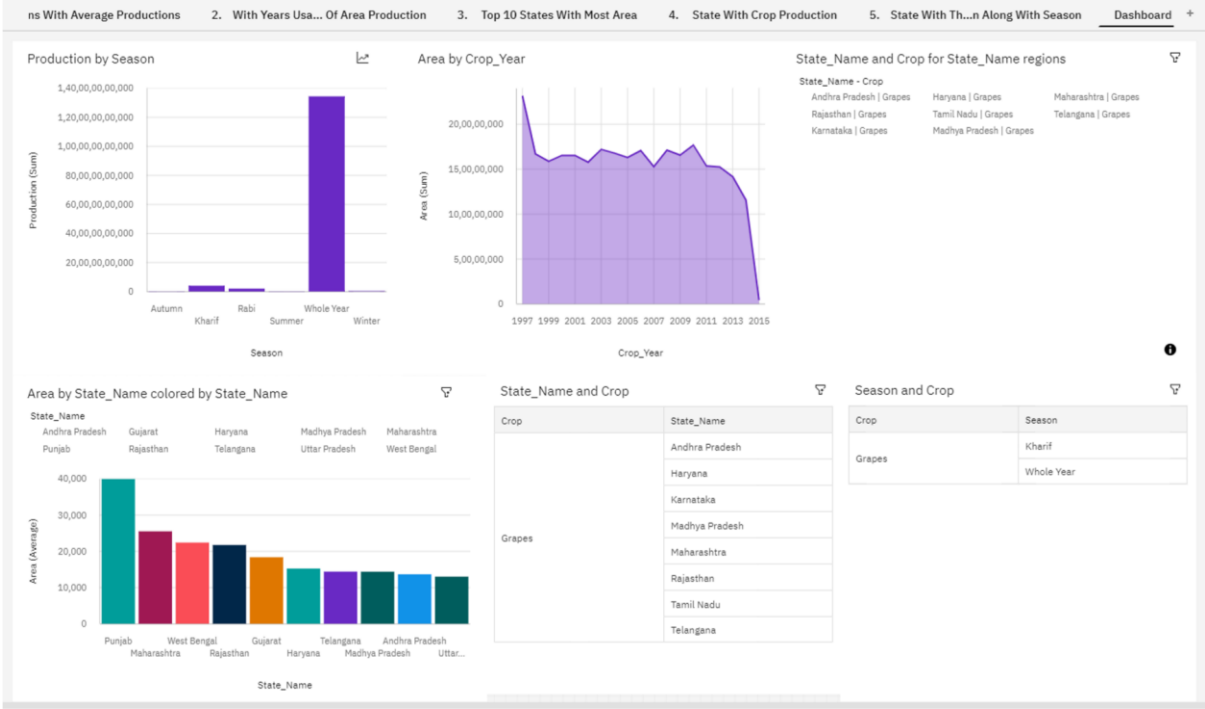 ns With Average Productions 2. With Years Usa... Of Area Production 3. Top 10 States With Most Area 4. State With Crop Production 5. State With Th...n Along With Season Dashboard +
Production by Season
1,40,00,00,00,000
1,20,00,00,00,000
1,00,00,00,00,000
80,00,00,00,000
60,00,00,00,000
40,00,00,00,000
20,00,00,00,000
0
Production (Sum)
Autumn Rabi Whole Year
Kharif Summer Winter
Season
Area by Crop_Year
20,00,00,000
15,00,00,000
10,00,00,000
5,00,00,000
0
Area (Sum)
1997 1999 2001 2003 2005 2007 2009 2011 2013 2015
Crop_Year
State_Name and Crop for State_Name regions
State_Name - Crop
Andhra Pradesh | Grapes Haryana | Grapes Maharashtra | Grapes
Rajasthan | Grapes Tamil Nadu | Grapes Telangana | Grapes
Karnataka | Grapes Madhya Pradesh | Grapes
Area by State_Name colored by State_Name
State_Name
Andhra Pradesh Gujarat Haryana Madhya Pradesh Maharashtra
Punjab Rajasthan Telangana Uttar Pradesh West Bengal
40,000
30,000
20,000
10,000
0
Area (Average)
Punjab West Bengal Gujarat Telangana Andhra Pradesh
Maharashtra Rajasthan Haryana Madhya Pradesh Uttar...
State_Name
State_Name and Crop
Crop State_Name
Andhra Pradesh
Haryana
Karnataka
Madhya Pradesh
Grapes
Maharashtra
Rajasthan
Tamil Nadu
Telangana
Season and Crop
Crop Season
Kharif
Grapes
Whole Year